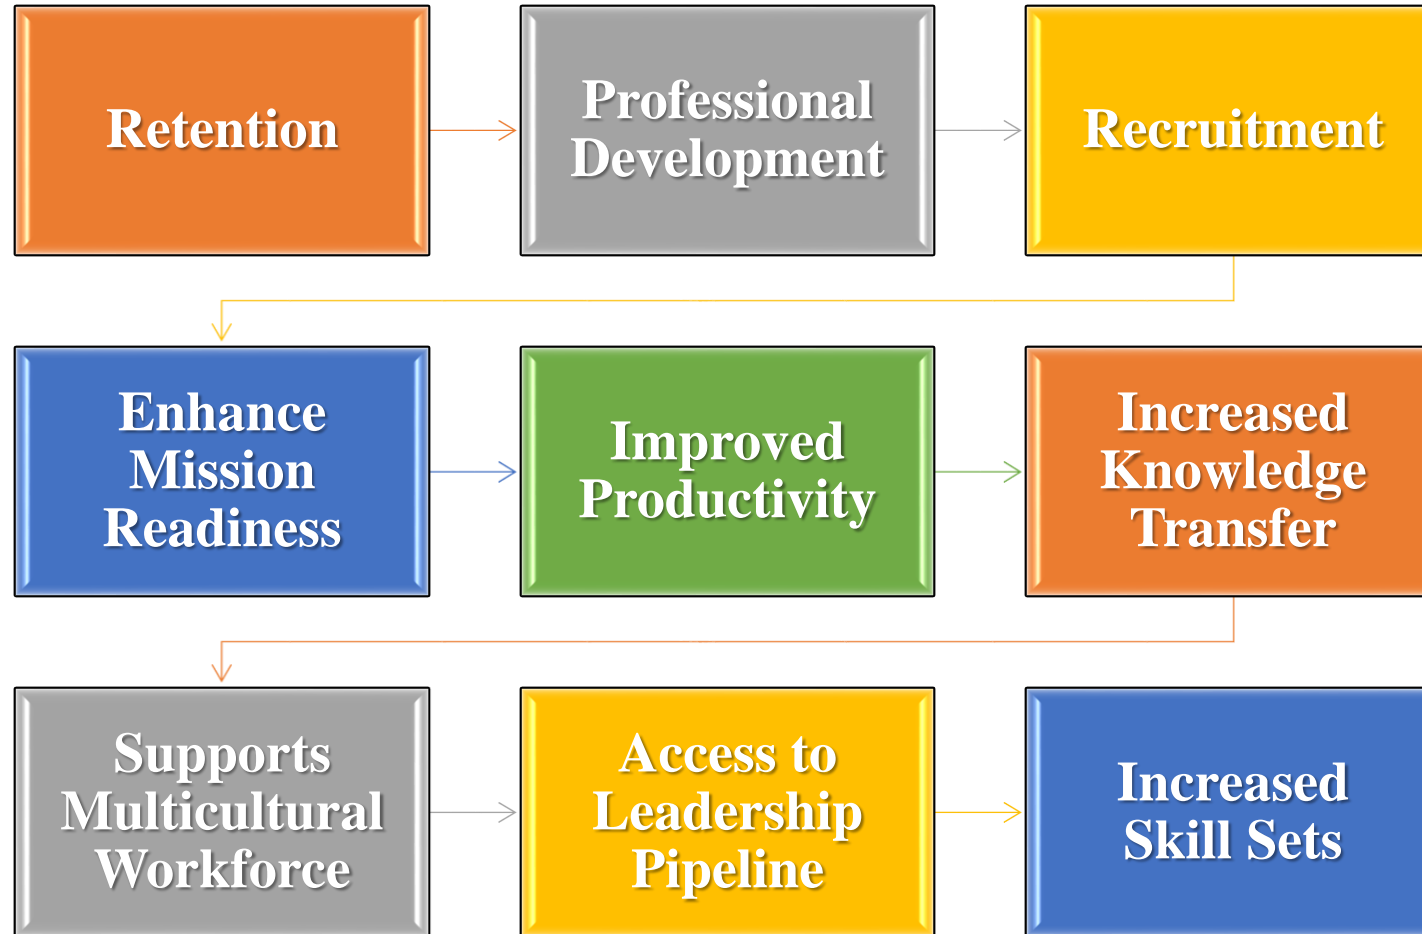 Retention
Professional
Development
Recruitment
Enhance
Mission
Readiness
Improved
Productivity
Increased
Knowledge
Transfer
Supports
Multicultural
Workforce
Access to
Leadership
Pipeline
Increased
Skill Sets